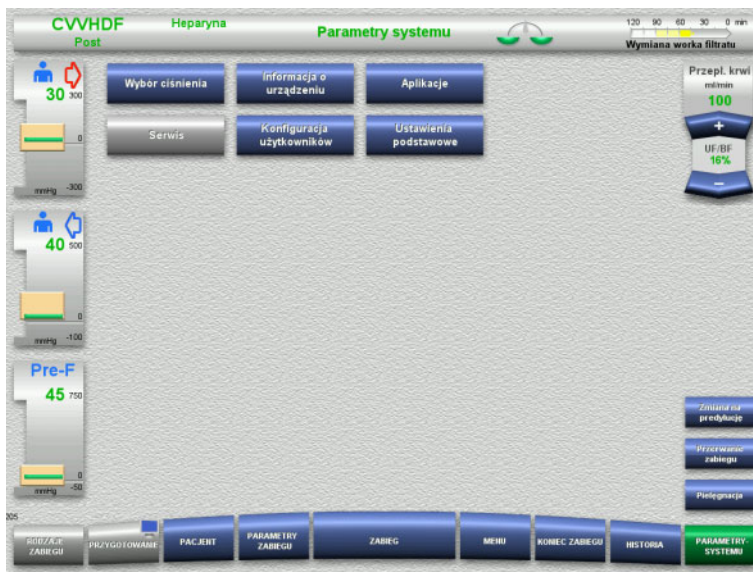 CVVHDF
Heparyna
Post
Parametry systemu
120 90 60 30 0 min
Wymiana worka filtratu
30 300
0
mmHg -300
Wybór ciśnienia
Informacja o
urządzeniu
Aplikacje
Serwis
Konfiguracja
użytkowników
Ustawienia
podstawowe
Przepl. krwi
ml/min
100
+
UF/BF
16%
–
40 500
0
mmHg -100
Pre-F
45 750
0
mmHg -50
Zmiana na
predylucję
Przerwanie
zabiegu
Pielęgnacja
205
RODZAJE
ZABIEGU
PRZYGOTOWANIE
PACJENT
PARAMETRY
ZABIEGU
ZABIEG
MENU
KONIEC ZABIEGU
HISTORIA
PARAMETRY-
SYSTEMU